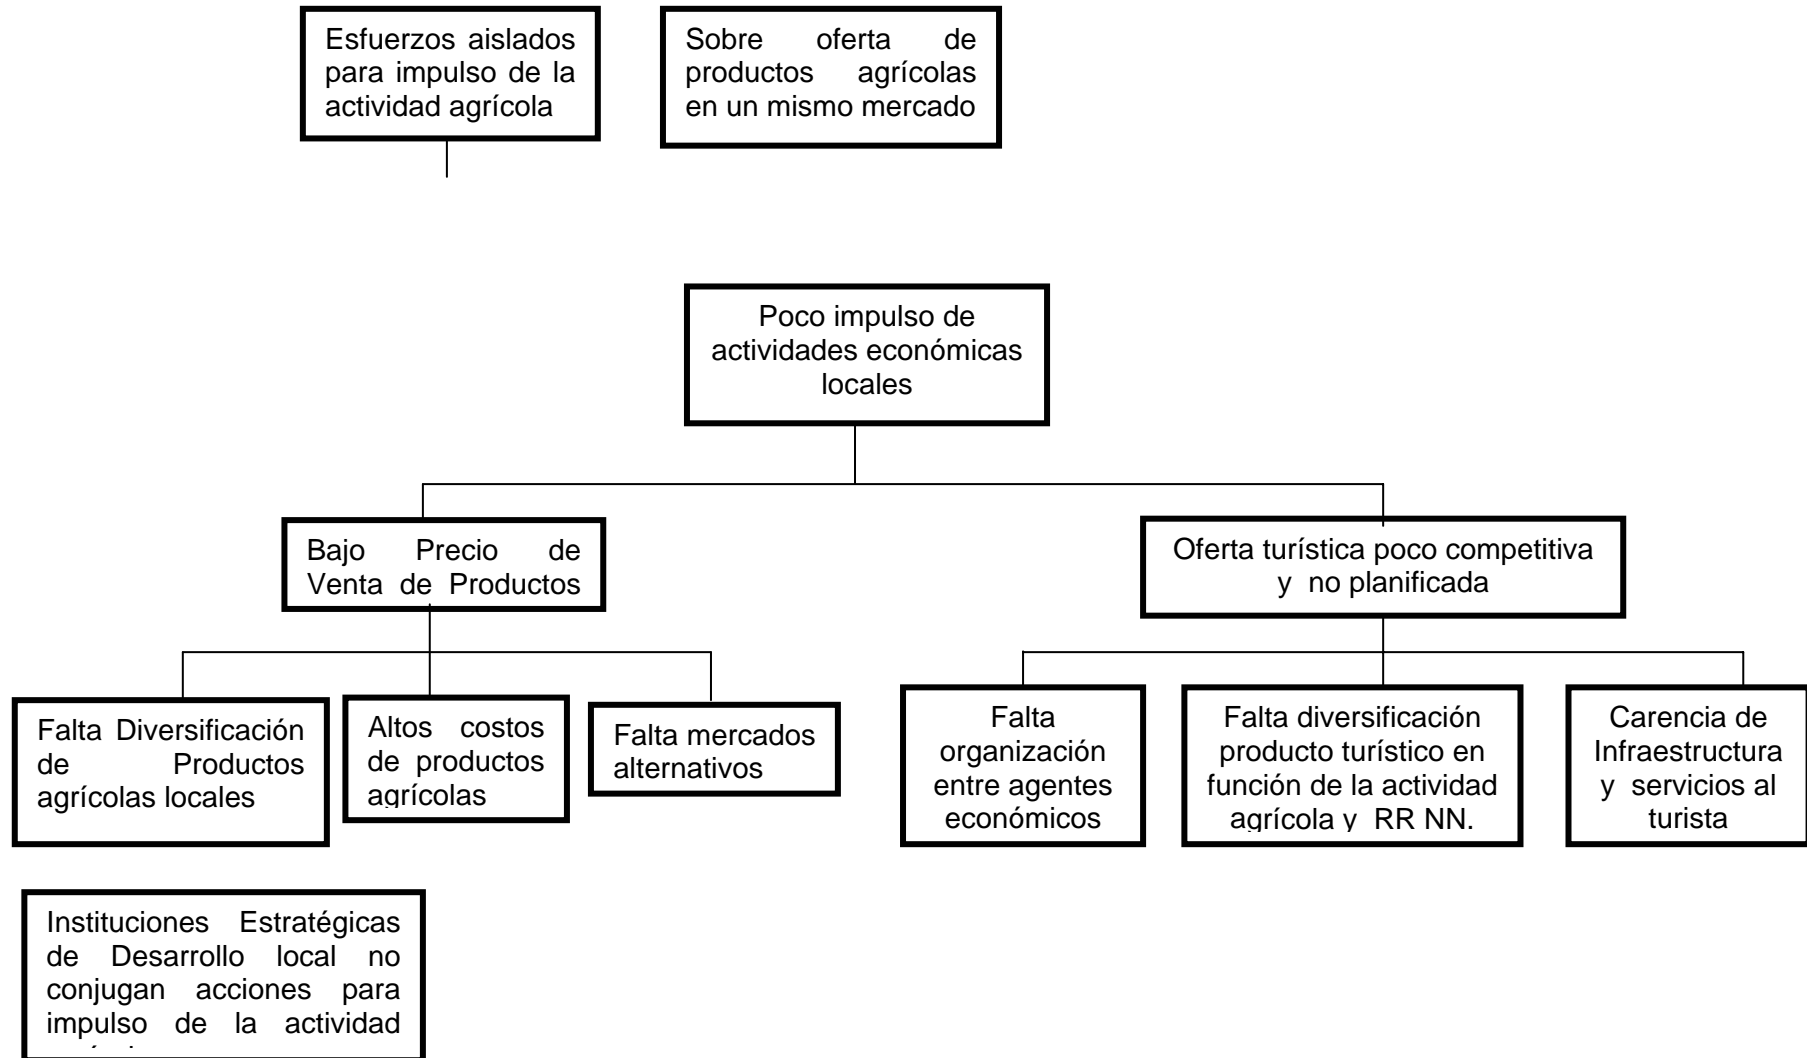 Esfuerzos aislados
para impulso de la
actividad agrícola
Sobre oferta de
productos agrícolas
en un mismo mercado
Poco impulso de
actividades económicas
locales
Bajo Precio de
Venta de Productos
Oferta turística poco competitiva
y no planificada
Falta Diversificación
de Productos
agrícolas locales
Altos costos
de productos
agrícolas
Falta mercados
alternativos
Falta
organización
entre agentes
económicos
Falta diversificación
producto turístico en
función de la actividad
agrícola y RR NN.
Carencia de
Infraestructura
y servicios al
turista
Instituciones Estratégicas
de Desarrollo local no
conjugan acciones para
impulso de la actividad